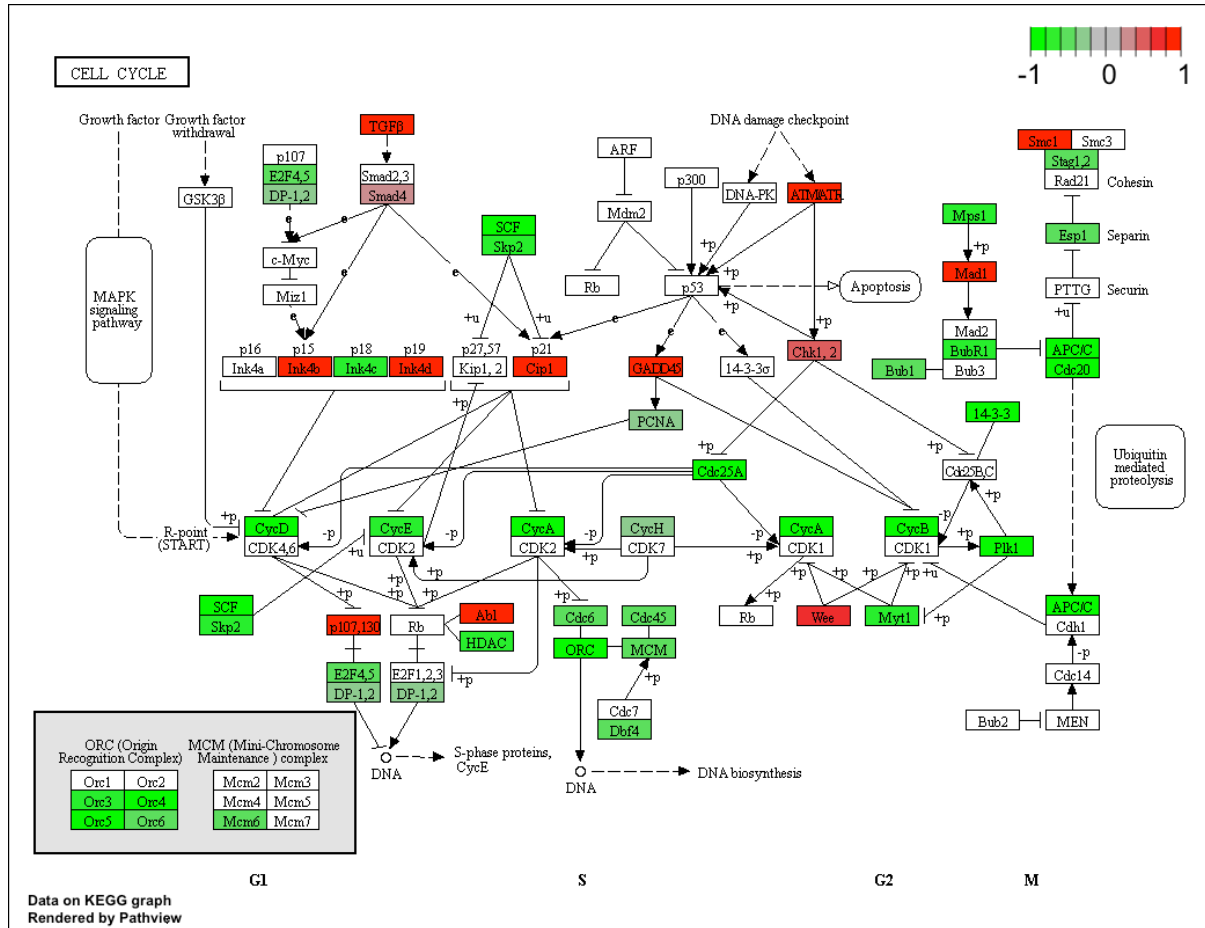 -1 0 1
CELL CYCLE
Growth factor
Growth factor
withdrawal
TGFβ
DNA damage checkpoint
Smc1 Smc3
Stag1,2
Rad21
Cohesin
p107
E2F4,5
DP-1,2
Smad2,3
Smad4
ARF
p300
DNA-PK
ATM/ATR
GSK3β
Mdm2
Mps1
Esp1
Separin
e
e
SCF
Skp2
+p
+p
c-Myc
Rb
p53
+p
Apoptosis
Mad1
PTTG
Securin
MAPK
signaling
pathway
Miz1
e
e
e
+u
+u
e
e
+p
+p
+u
Mad2
BubR1
Bub3
Bub1
APC/C
Cdc20
p16
Ink4a
p15
Ink4b
p18
Ink4c
p19
Ink4d
p27,57
Kip1, 2
p21
Cip1
GADD45
14-3-3σ
Chk1, 2
+p
PCNA
14-3-3
+p
+p
Cdc25A
Cdc25B,C
Ubiquitin
mediated
proteolysis
R-point
(START)
+p
CycD
CDK4,6
-p
CycE
CDK2
-p
CycA
CDK2
-p
+p
CycH
CDK7
-p
+p
CycA
CDK1
CycB
CDK1
-p
+p
+p
Plk1
+u
+p
+p
+p
+p
+p
+p
+u
SCF
Skp2
+p
p107,130
Rb
Abl
HDAC
Cdc6
Cdc45
ORC
MCM
+p
Rb
Wee
Myt1
+p
APC/C
Cdh1
-p
Cdc14
E2F4,5
DP-1,2
E2F1,2,3
DP-1,2
+p
+p
Cdc7
Dbf4
Bub2
MEN
DNA
S-phase proteins,
CycE
DNA
DNA biosynthesis
ORC (Origin
Recognition Complex)
MCM (Mini-Chromosome
Maintenance ) complex
Orc1 Orc2
Orc3 Orc4
Orc5 Orc6
Mcm2 Mcm3
Mcm4 Mcm5
Mcm6 Mcm7
G1 S G2 M
Data on KEGG graph
Rendered by Pathview